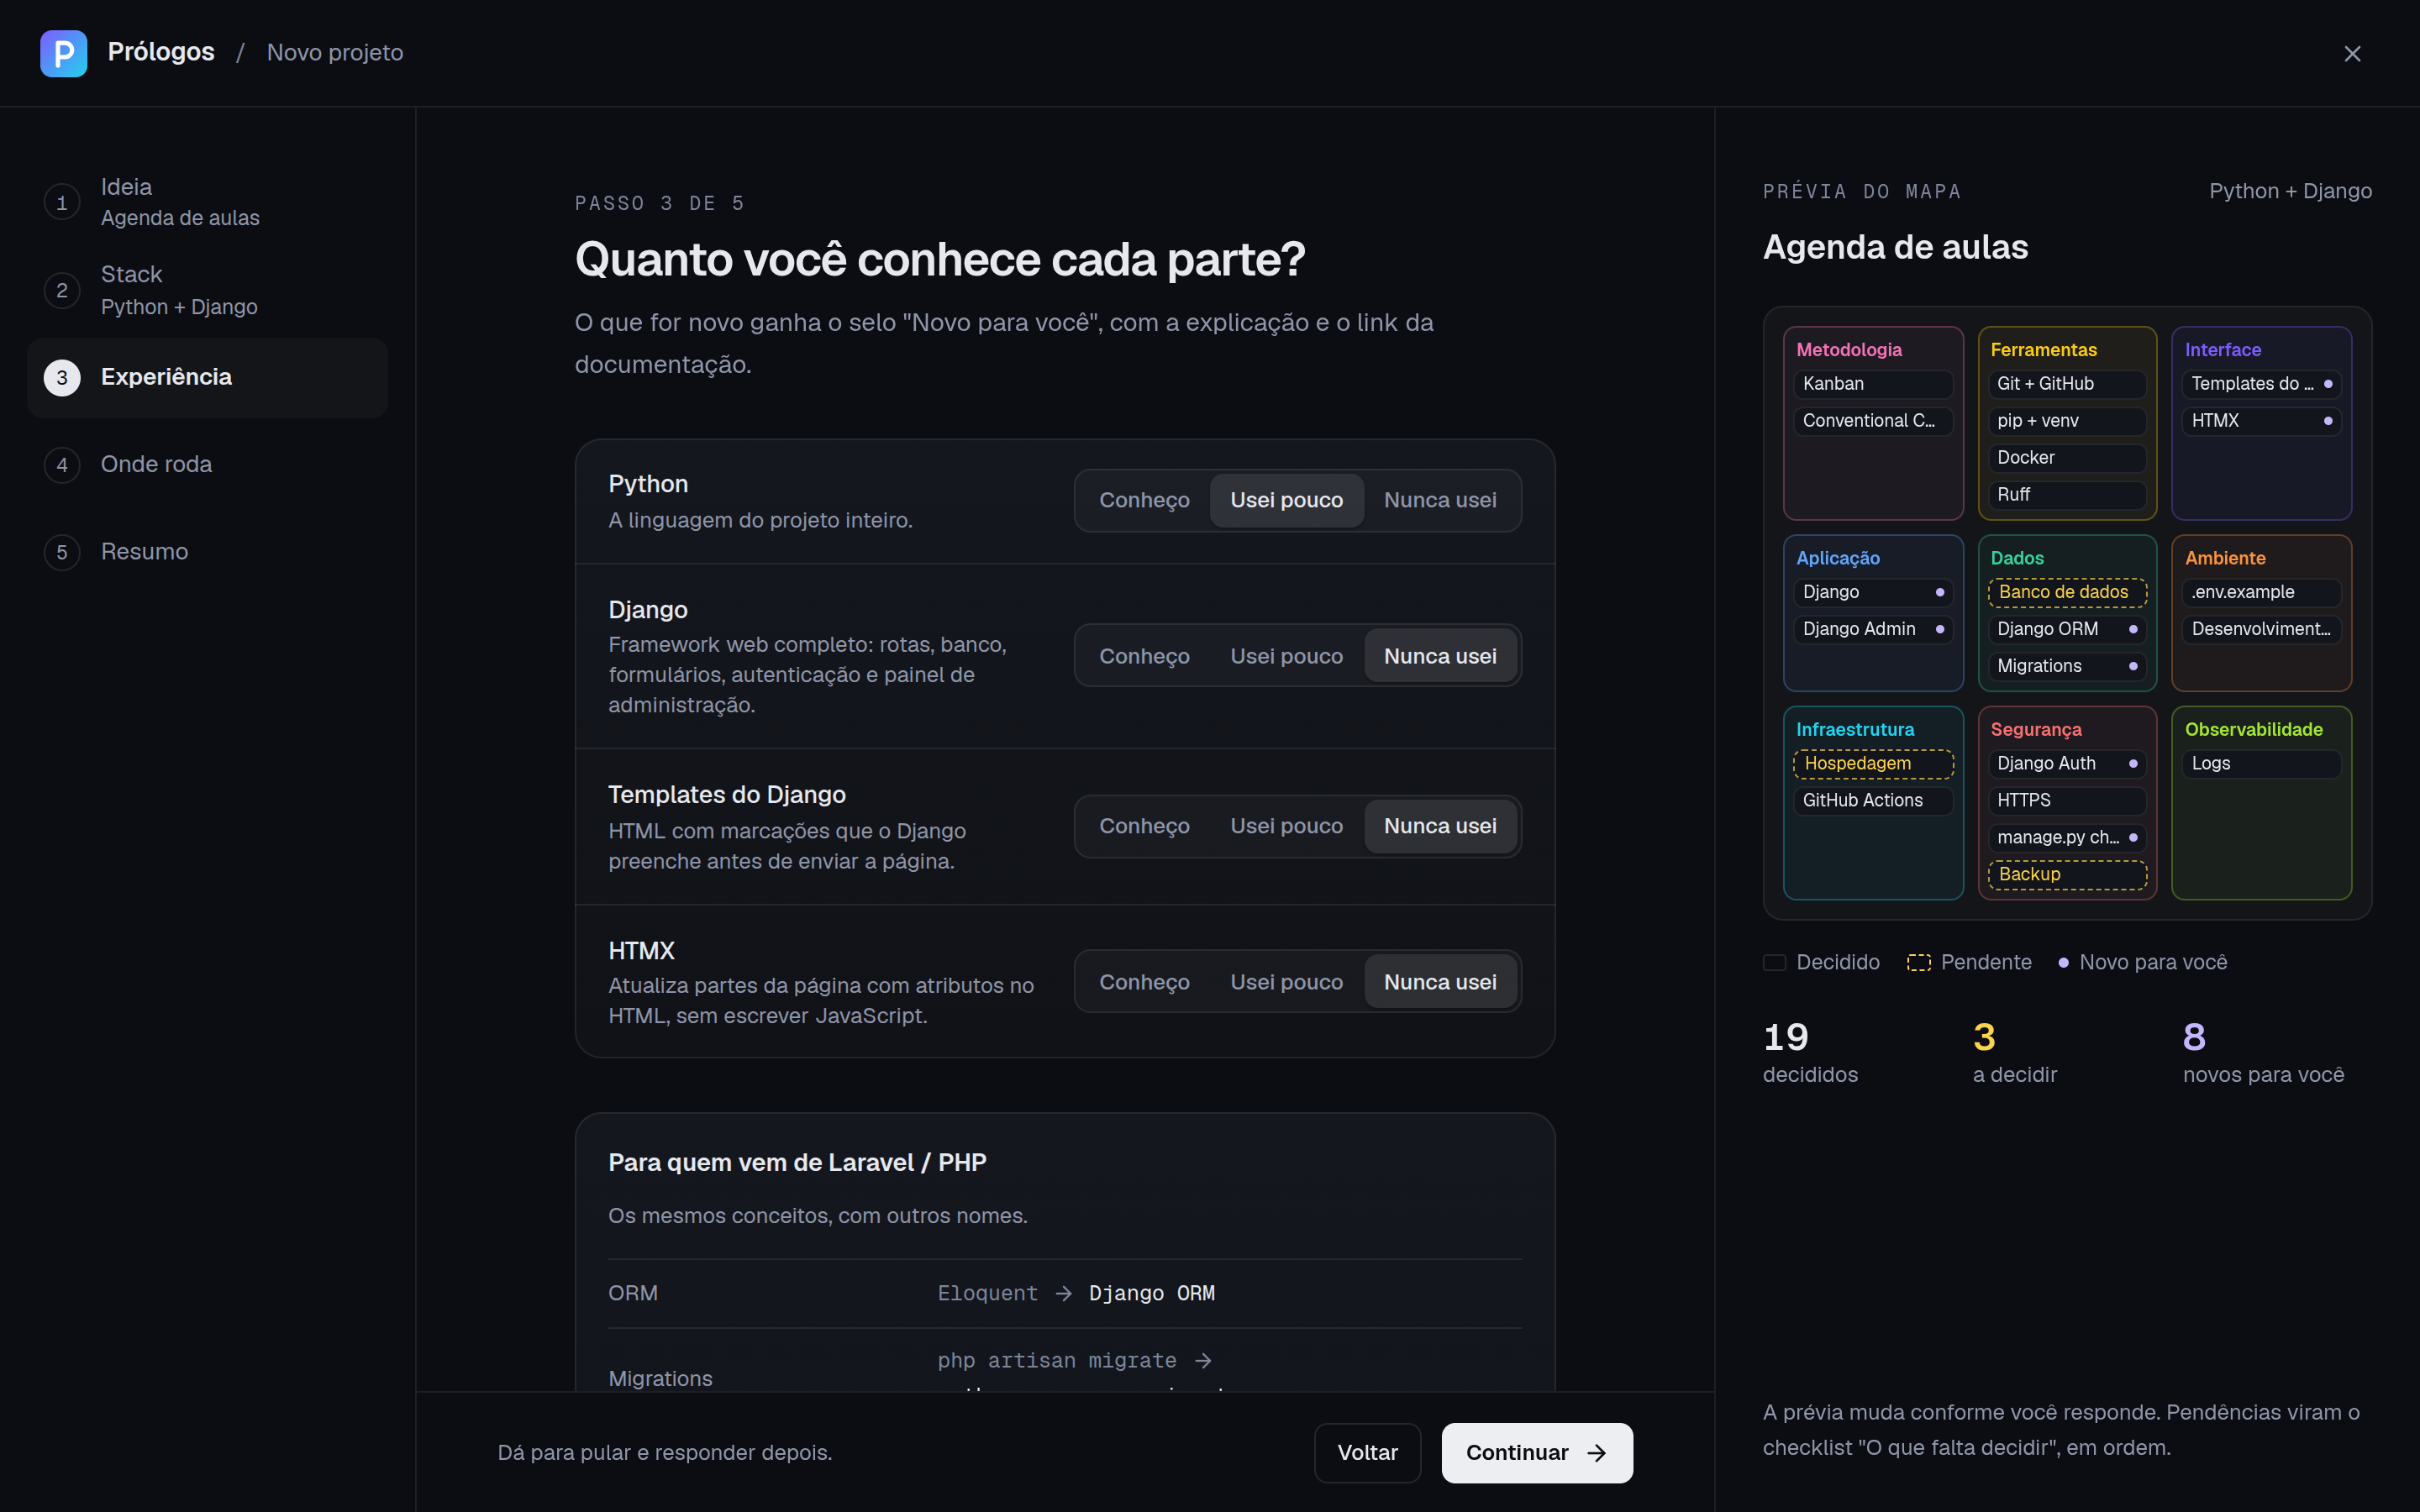 P
Prólogos / Novo projeto
1
Ideia
Agenda de aulas
2
Stack
Python + Django
3
Experiência
4
Onde roda
5
Resumo
PASSO 3 DE 5
Quanto você conhece cada parte?
O que for novo ganha o selo "Novo para você", com a explicação e o link da
documentação.
Python
A linguagem do projeto inteiro.
Conheço Usei pouco Nunca usei
Django
Framework web completo: rotas, banco,
formulários, autenticação e painel de
administração.
Conheço Usei pouco Nunca usei
Templates do Django
HTML com marcações que o Django
preenche antes de enviar a página.
Conheço Usei pouco Nunca usei
HTMX
Atualiza partes da página com atributos no
HTML, sem escrever JavaScript.
Conheço Usei pouco Nunca usei
Para quem vem de Laravel / PHP
Os mesmos conceitos, com outros nomes.
ORM
Eloquent → Django ORM
Migrations
php artisan migrate →
Dá para pular e responder depois.
Voltar
Continuar →
PRÉVIA DO MAPA
Python + Django
Agenda de aulas
Metodologia
Kanban
Conventional C...
Ferramentas
Git + GitHub
pip + venv
Docker
Ruff
Interface
Templates do ...
HTMX
Aplicação
Django
Django Admin
Dados
Banco de dados
Django ORM
Migrations
Ambiente
.env.example
Desenvolviment...
Infraestrutura
Hospedagem
GitHub Actions
Segurança
Django Auth
HTTPS
manage.py ch...
Backup
Observabilidade
Logs
Decidido
Pendente
Novo para você
19
decididos
3
a decidir
8
novos para você
A prévia muda conforme você responde. Pendências viram o
checklist "O que falta decidir", em ordem.